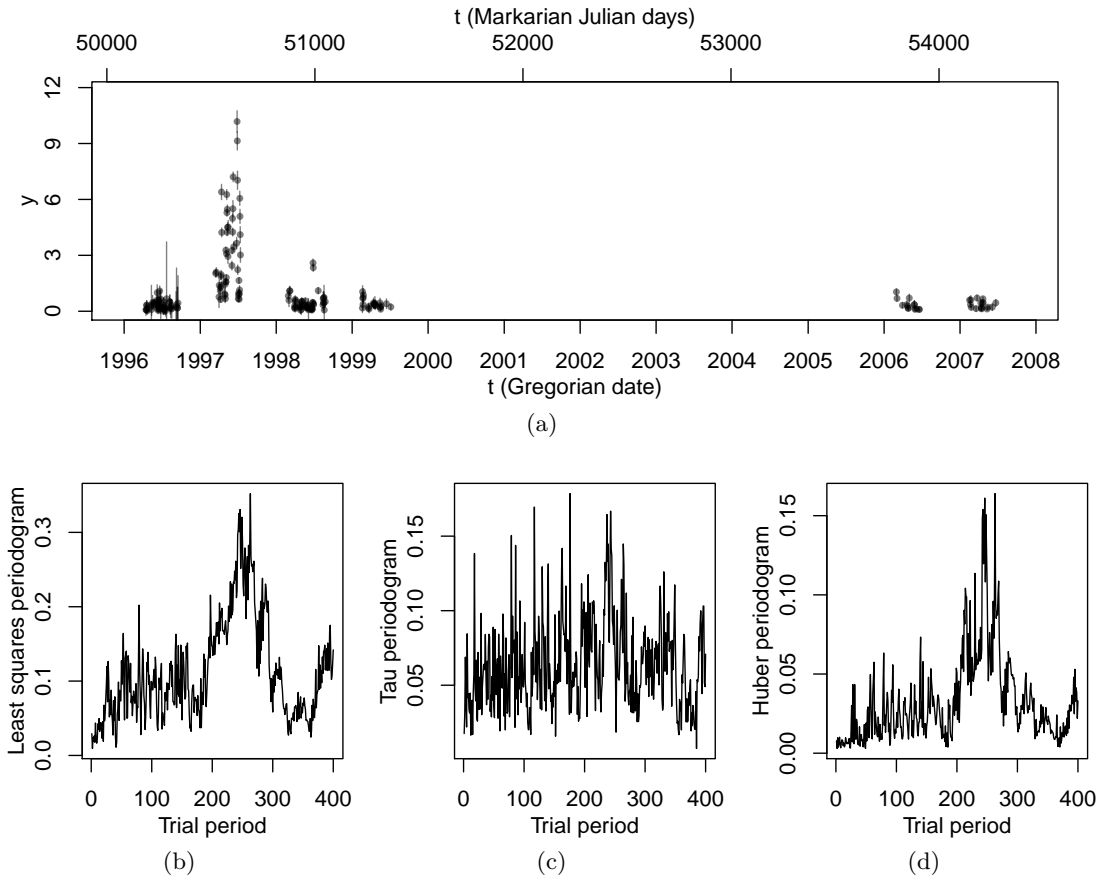 t (Markarian Julian days)
50000 51000 52000 53000 54000
y
12
9
6
3
0
1996 1997 1998 1999 2000 2001 2002 2003 2004 2005 2006 2007 2008
t (Gregorian date)
(a)
Least squares periodogram
0.3
0.2
0.1
0.0
0 100 200 300 400
Trial period
(b)
Tau periodogram
0.15
0.10
0.05
0 100 200 300 400
Trial period
(c)
Huber periodogram
0.15
0.10
0.05
0.00
0 100 200 300 400
Trial period
(d)